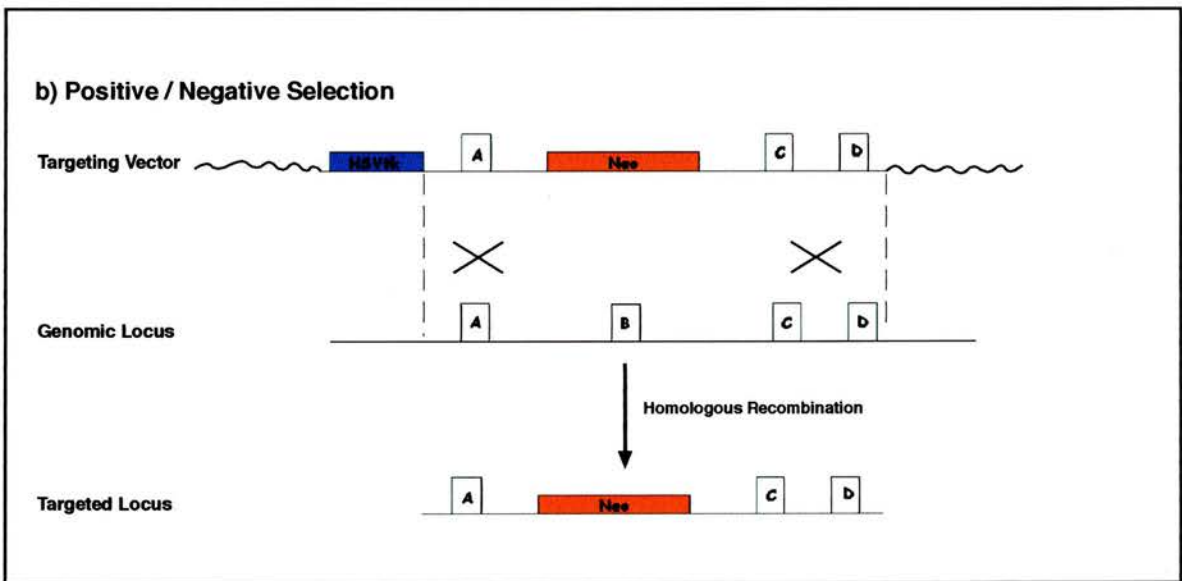 b) Positive / Negative Selection
Targeting Vector
HSVtk A Neo C D
Genomic Locus
A B C D
Homologous Recombination
Targeted Locus
A Neo C D